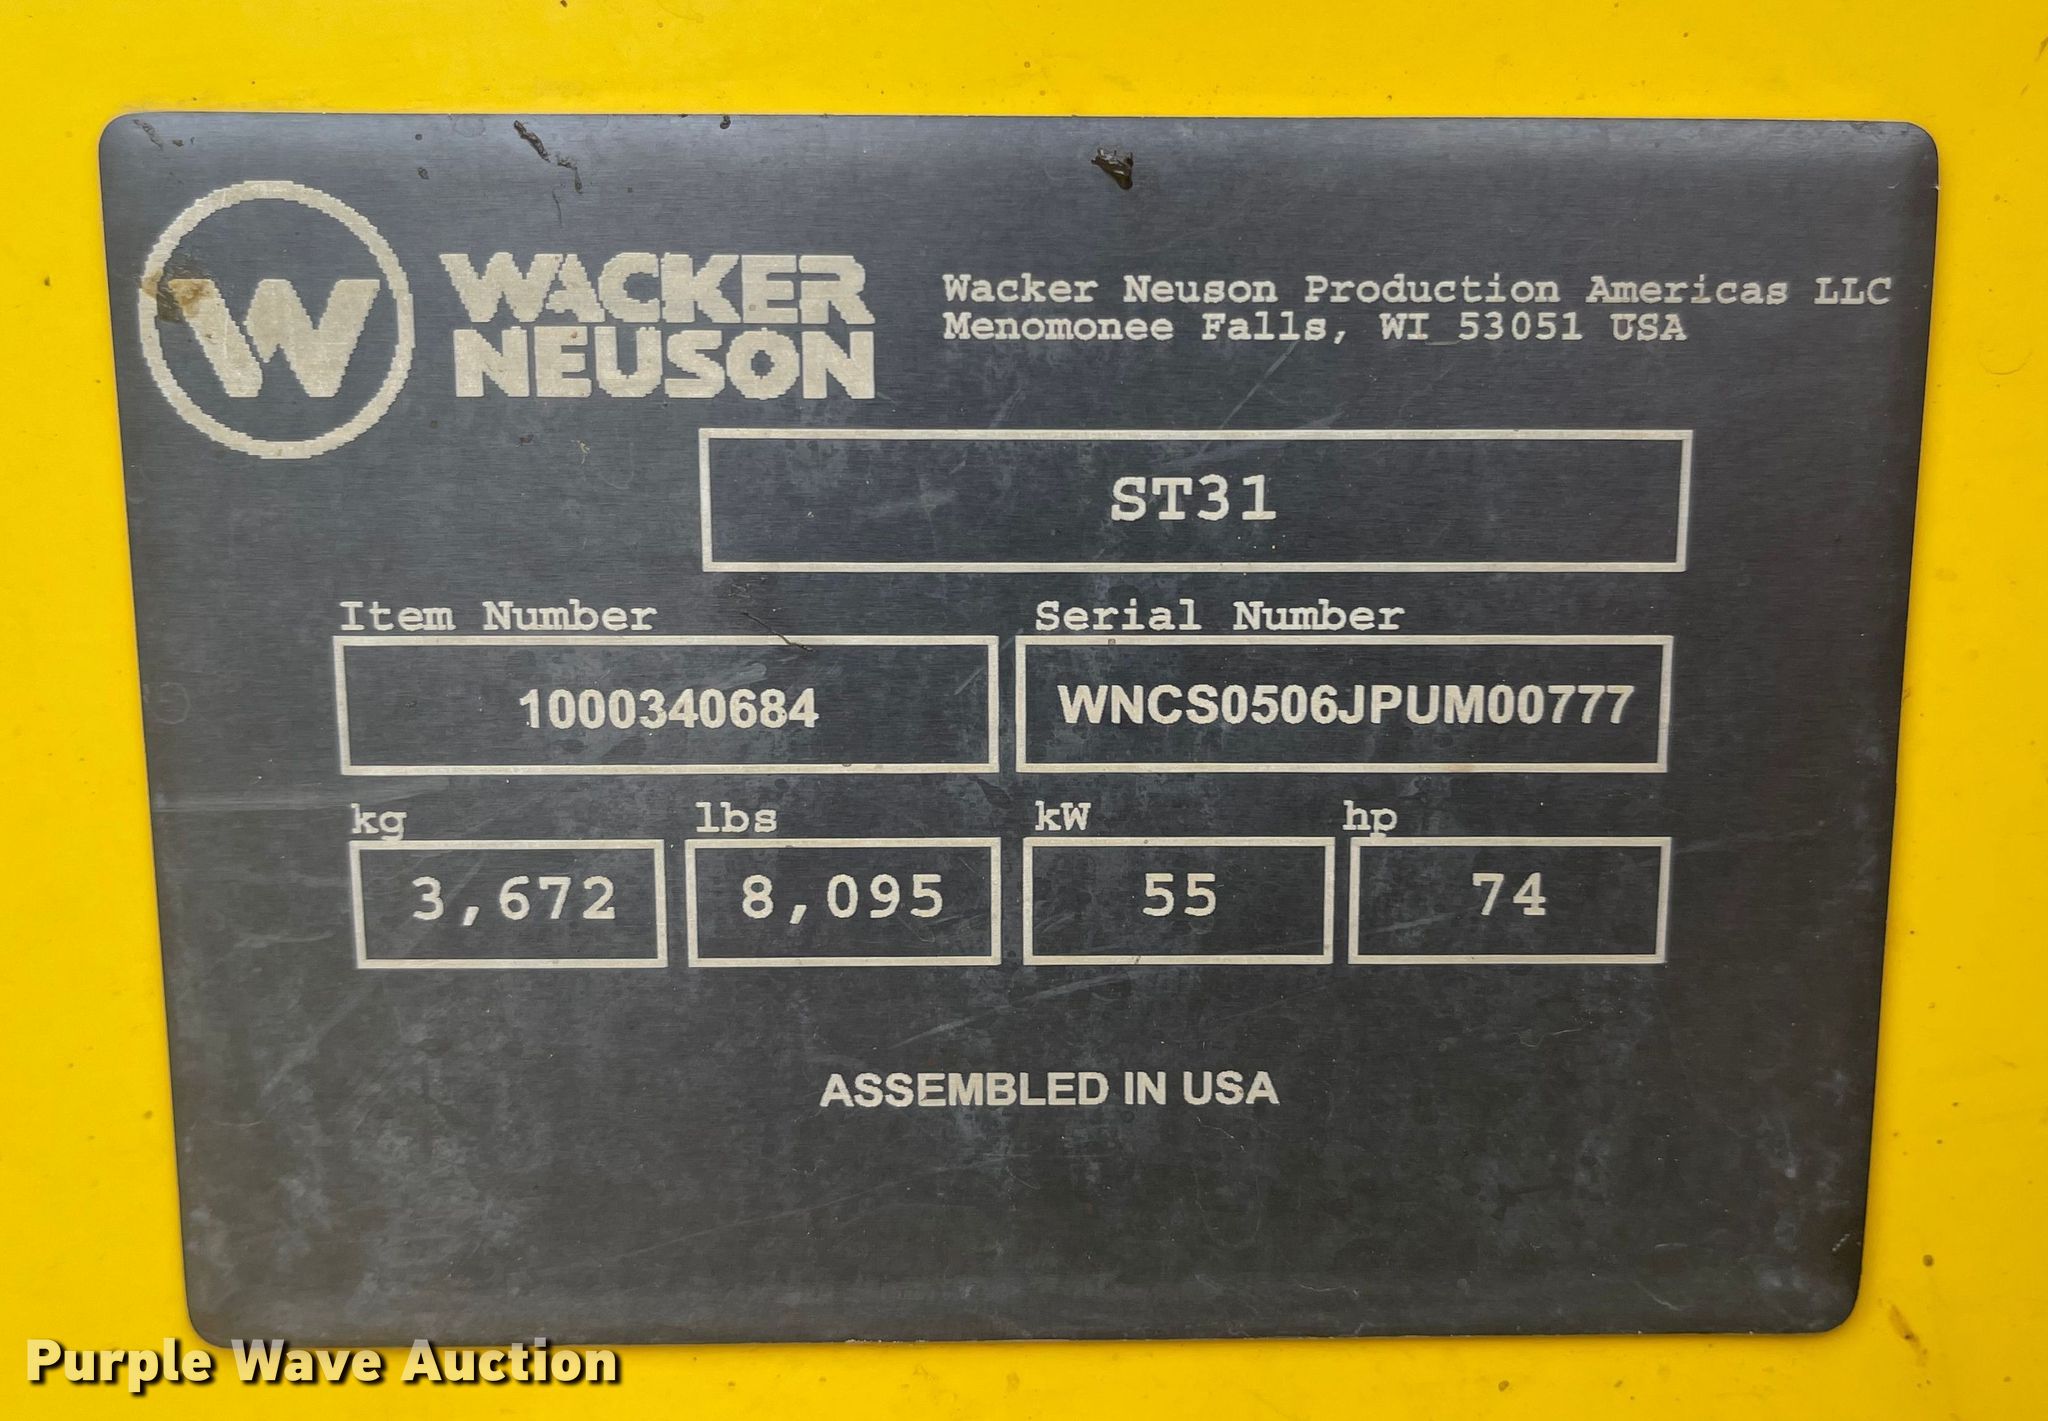 W
WACKER
NEUSON
Wacker Neuson Production Americas LLC
Menomonee Falls, WI 53051 USA
ST31
Item Number
Serial Number
1000340684
WNCS0506JPUM00777
kg
lbs
kW
hp
3,672
8,095
55
74
ASSEMBLED IN USA
Purple Wave Auction